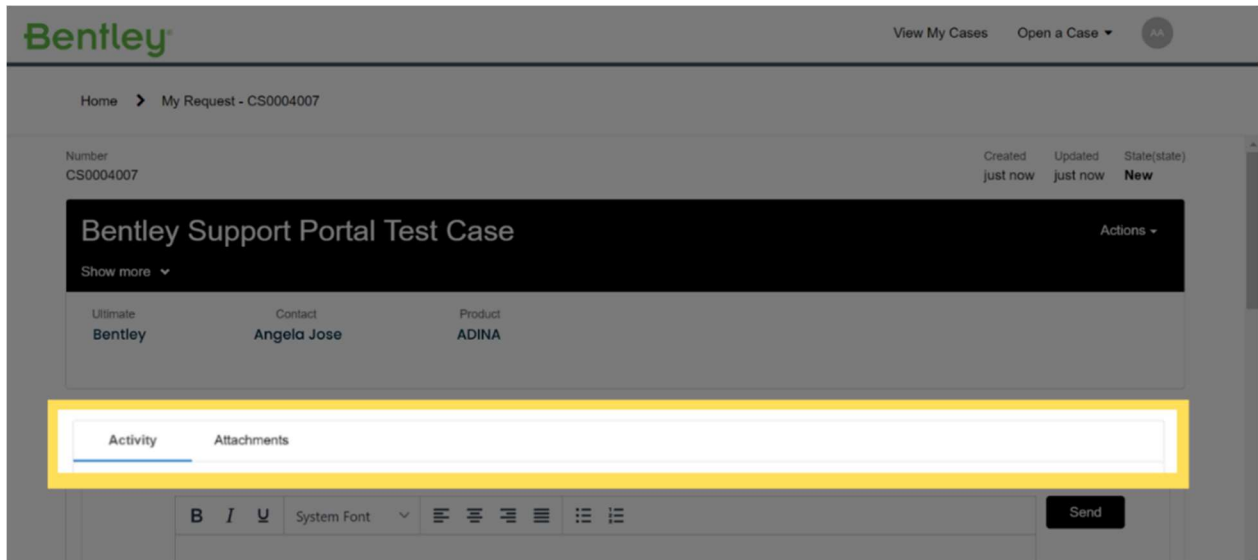 Bentley
View My Cases Open a Case AA
Home My Request - CS0004007
Number Created Updated State(state)
CS0004007 just now just now New
Bentley Support Portal Test Case Actions
Show more
Ultimate Contact Product
Bentley Angela Jose ADINA
Activity Attachments
B I U System Font Send